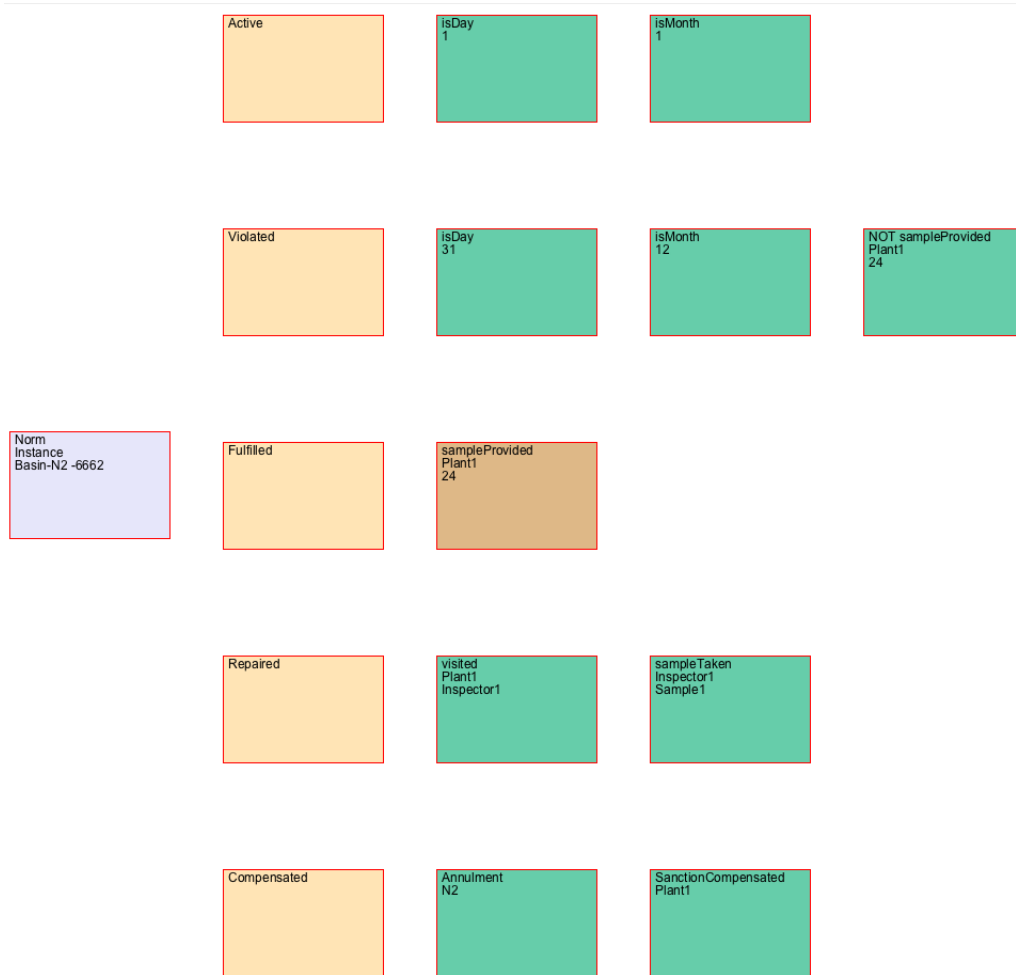 Active
isDay
1
isMonth
1
Violated
isDay
31
isMonth
12
NOT sampleProvided
Plant1
24
Norm
Instance
Basin-N2 -6662
Fulfilled
sampleProvided
Plant1
24
Repaired
visited
Plant1
Inspector1
sampleTaken
Inspector1
Sample1
Compensated
Annulment
N2
SanctionCompensated
Plant1